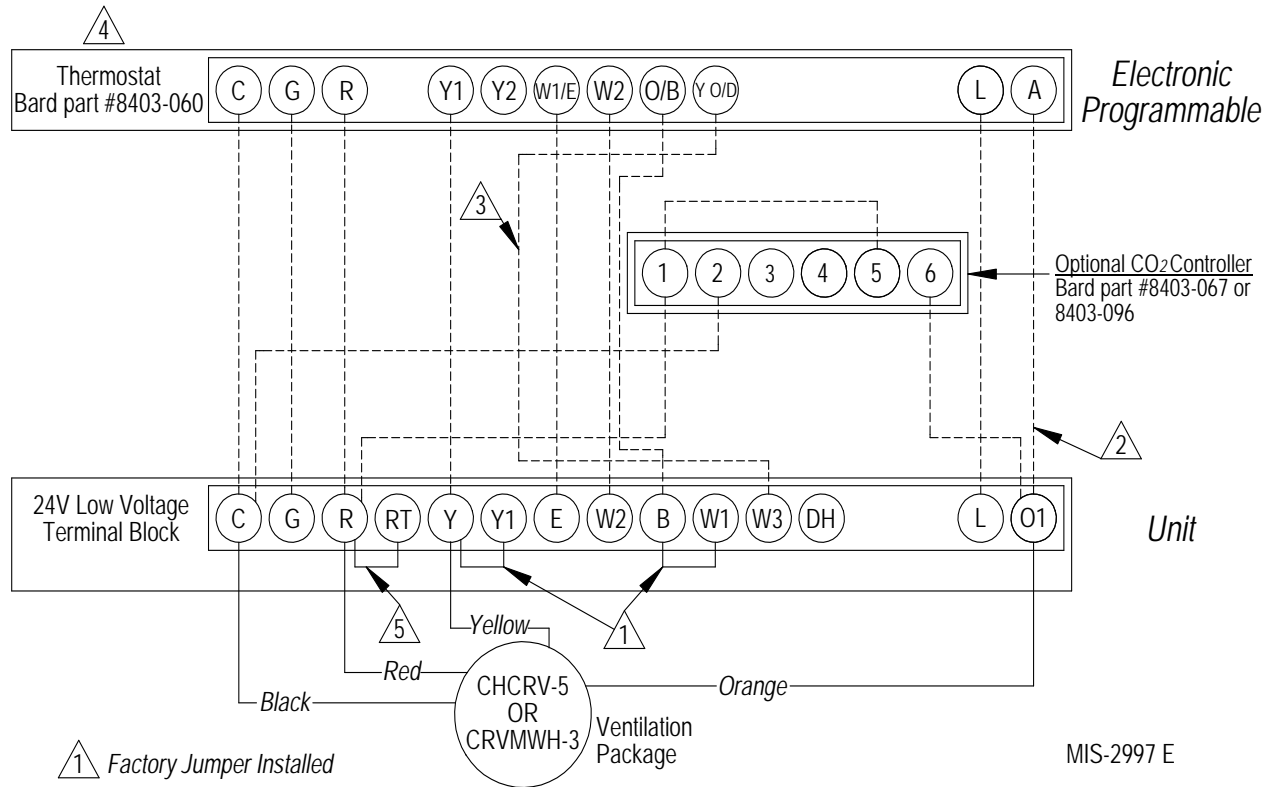 4
Thermostat
Bard part #8403-060
C G R Y1 Y2 W1/E W2 O/B Y O/D L A
Electronic
Programmable
3
1 2 3 4 5 6
Optional CO2 Controller
Bard part #8403-067 or
8403-096
2
24V Low Voltage
Terminal Block
C G R RT Y Y1 E W2 B W1 W3 DH L O1
Unit
5
1
Yellow
Red
Black
Orange
CHCRV-5
OR
CRVMWH-3
Ventilation
Package
1 Factory Jumper Installed
MIS-2997 E